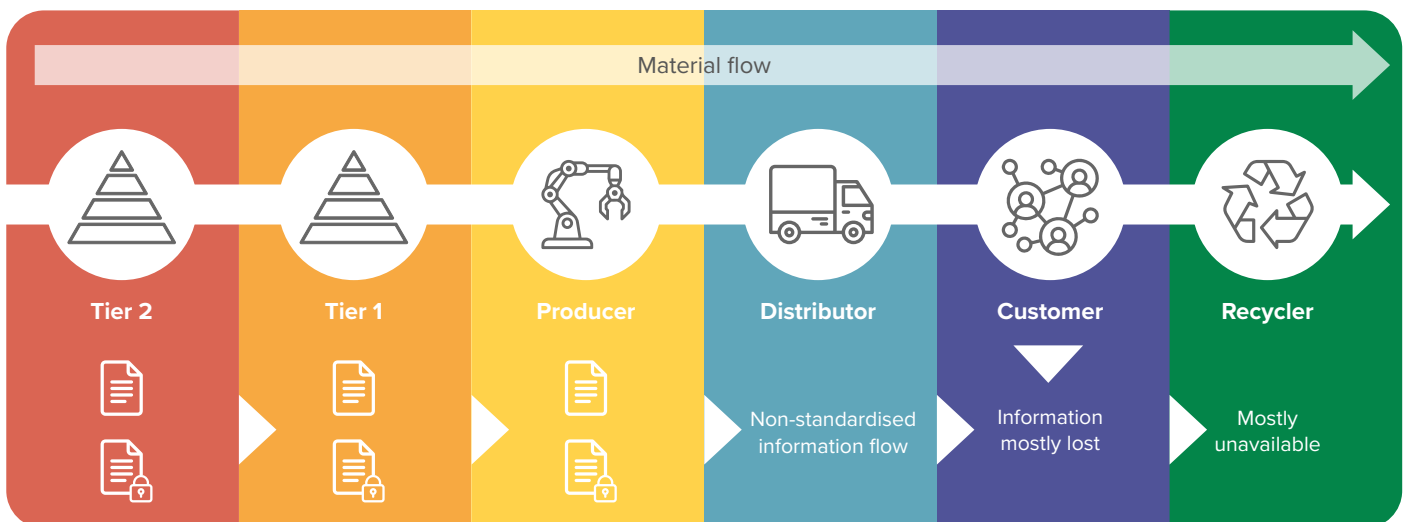 Material flow
Tier 2
Tier 1
Producer
Distributor
Customer
Recycler
Non-standardised
information flow
Information
mostly lost
Mostly
unavailable